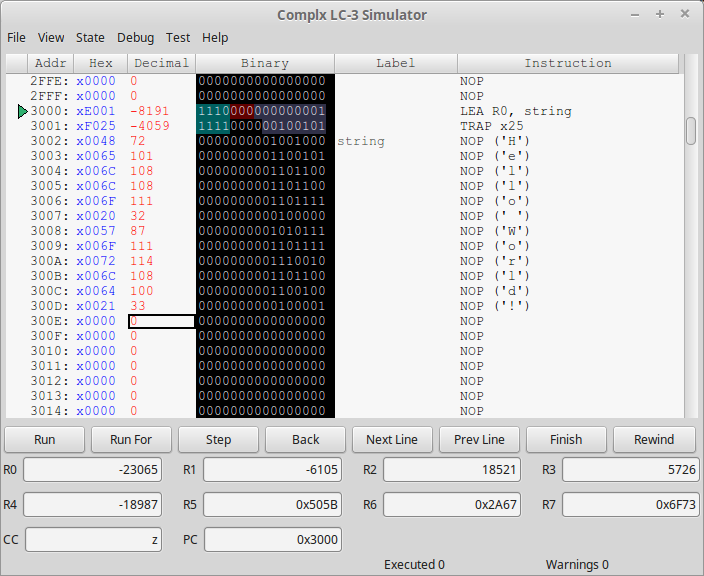 Complx LC-3 Simulator
File View State Debug Test Help
Addr Hex Decimal Binary Label Instruction
2FFE: x0000 0 0000000000000000 NOP
2FFF: x0000 0 0000000000000000 NOP
3000: xE001 -8191 1110000000000001 LEA R0, string
3001: xF025 -4059 1111000000100101 TRAP x25
3002: x0048 72 0000000001001000 string NOP ('H')
3003: x0065 101 0000000001100101 NOP ('e')
3004: x006C 108 0000000001101100 NOP ('l')
3005: x006C 108 0000000001101100 NOP ('l')
3006: x006F 111 0000000001101111 NOP ('o')
3007: x0020 32 0000000000100000 NOP (' ')
3008: x0057 87 0000000001010111 NOP ('W')
3009: x006F 111 0000000001101111 NOP ('o')
300A: x0072 114 0000000001110010 NOP ('r')
300B: x006C 108 0000000001101100 NOP ('l')
300C: x0064 100 0000000001100100 NOP ('d')
300D: x0021 33 0000000000100001 NOP ('!')
300E: x0000 0 0000000000000000 NOP
300F: x0000 0 0000000000000000 NOP
3010: x0000 0 0000000000000000 NOP
3011: x0000 0 0000000000000000 NOP
3012: x0000 0 0000000000000000 NOP
3013: x0000 0 0000000000000000 NOP
3014: x0000 0 0000000000000000 NOP
Run Run For Step Back Next Line Prev Line Finish Rewind
R0 -23065 R1 -6105 R2 18521 R3 5726
R4 -18987 R5 0x505B R6 0x2A67 R7 0x6F73
CC z PC 0x3000
Executed 0 Warnings 0